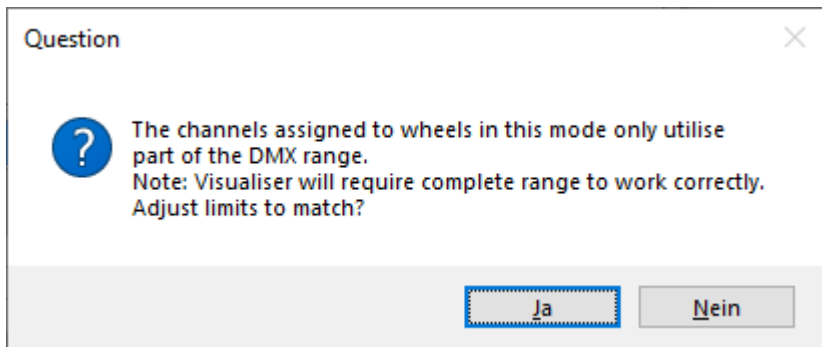 Question
The channels assigned to wheels in this mode only utilise
part of the DMX range.
Note: Visualiser will require complete range to work correctly.
Adjust limits to match?
Ja
Nein